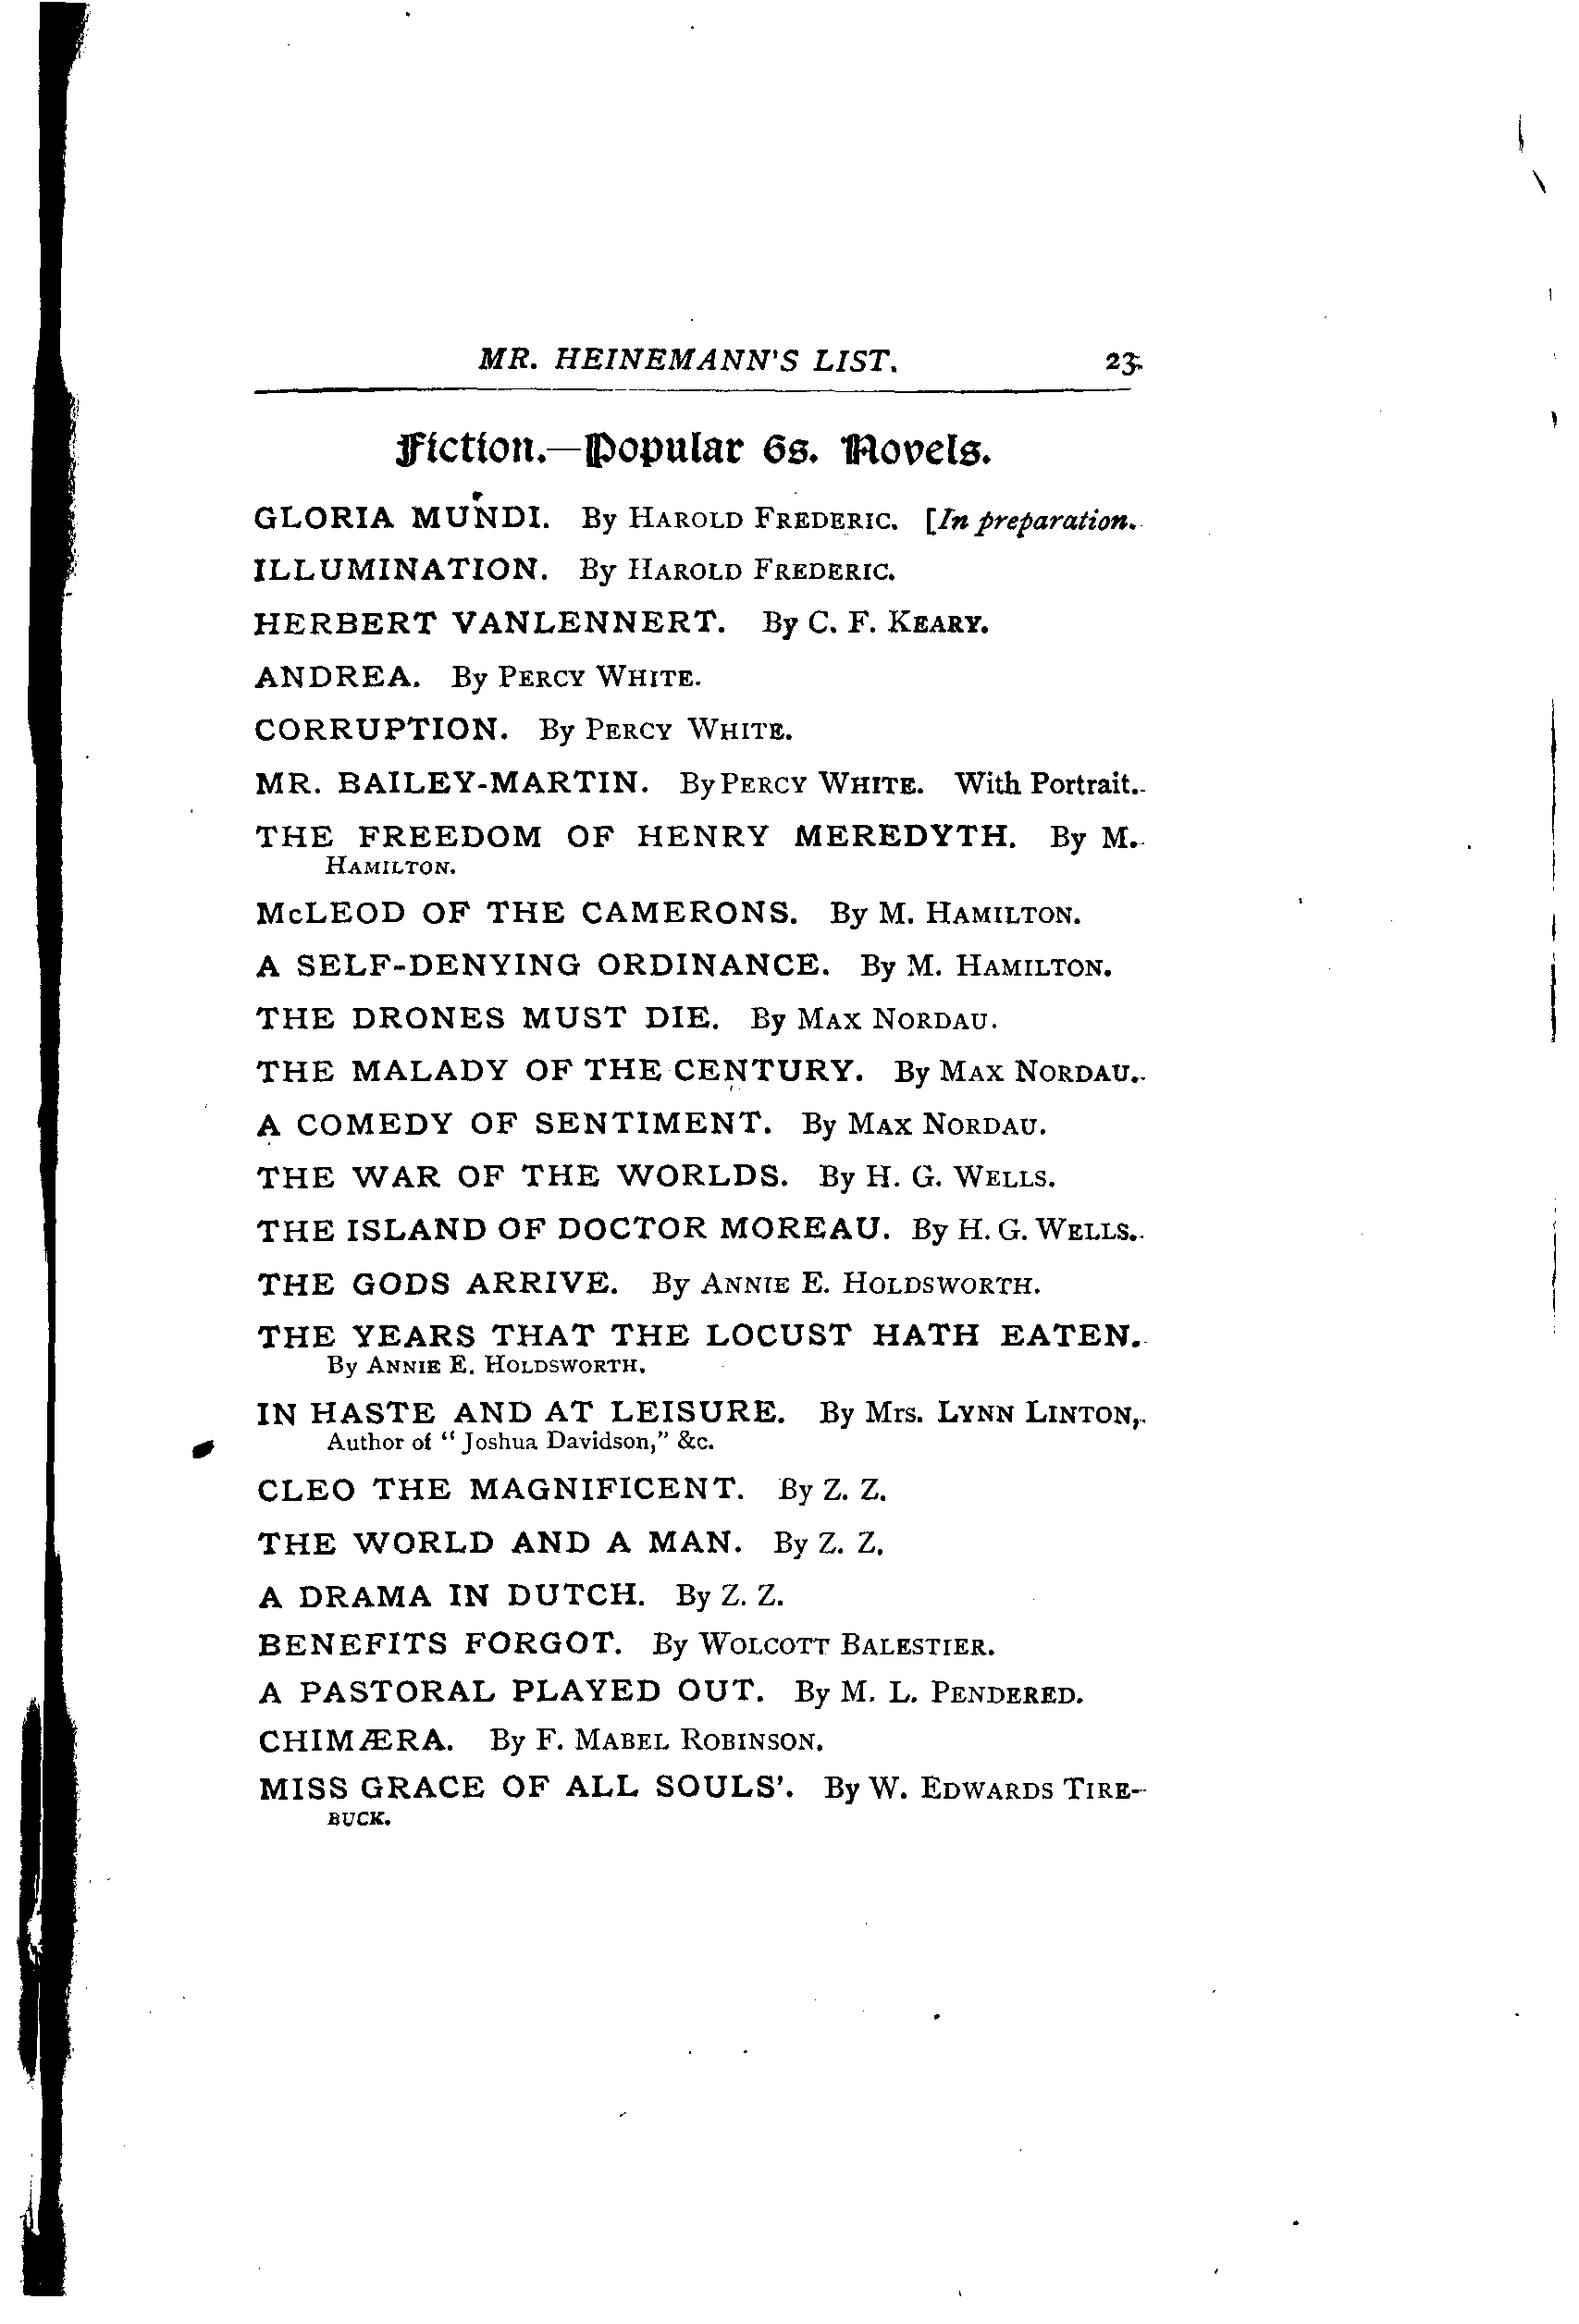 MR. HEINEMANN'S LIST. 23
Fiction.—Popular 6s. Novels.
GLORIA MUNDI. By HAROLD FREDERIC. [In preparation.
ILLUMINATION. By HAROLD FREDERIC.
HERBERT VANLENNERT. By C. F. KEARY.
ANDREA. By PERCY WHITE.
CORRUPTION. By PERCY WHITE.
MR. BAILEY-MARTIN. By PERCY WHITE. With Portrait.
THE FREEDOM OF HENRY MEREDYTH. By M.
HAMILTON.
McLEOD OF THE CAMERONS. By M. HAMILTON.
A SELF-DENYING ORDINANCE. By M. HAMILTON.
THE DRONES MUST DIE. By MAX NORDAU.
THE MALADY OF THE CENTURY. By MAX NORDAU.
A COMEDY OF SENTIMENT. By MAX NORDAU.
THE WAR OF THE WORLDS. By H. G. WELLS.
THE ISLAND OF DOCTOR MOREAU. By H. G. WELLS.
THE GODS ARRIVE. By ANNIE E. HOLDSWORTH.
THE YEARS THAT THE LOCUST HATH EATEN.
By ANNIE E. HOLDSWORTH.
IN HASTE AND AT LEISURE. By Mrs. LYNN LINTON,
Author of "Joshua Davidson," &c.
CLEO THE MAGNIFICENT. By Z. Z.
THE WORLD AND A MAN. By Z. Z.
A DRAMA IN DUTCH. By Z. Z.
BENEFITS FORGOT. By WOLCOTT BALESTIER.
A PASTORAL PLAYED OUT. By M. L. PENDERED.
CHIMÆRA. By F. MABEL ROBINSON.
MISS GRACE OF ALL SOULS'. By W. EDWARDS TIRE-
BUCK.